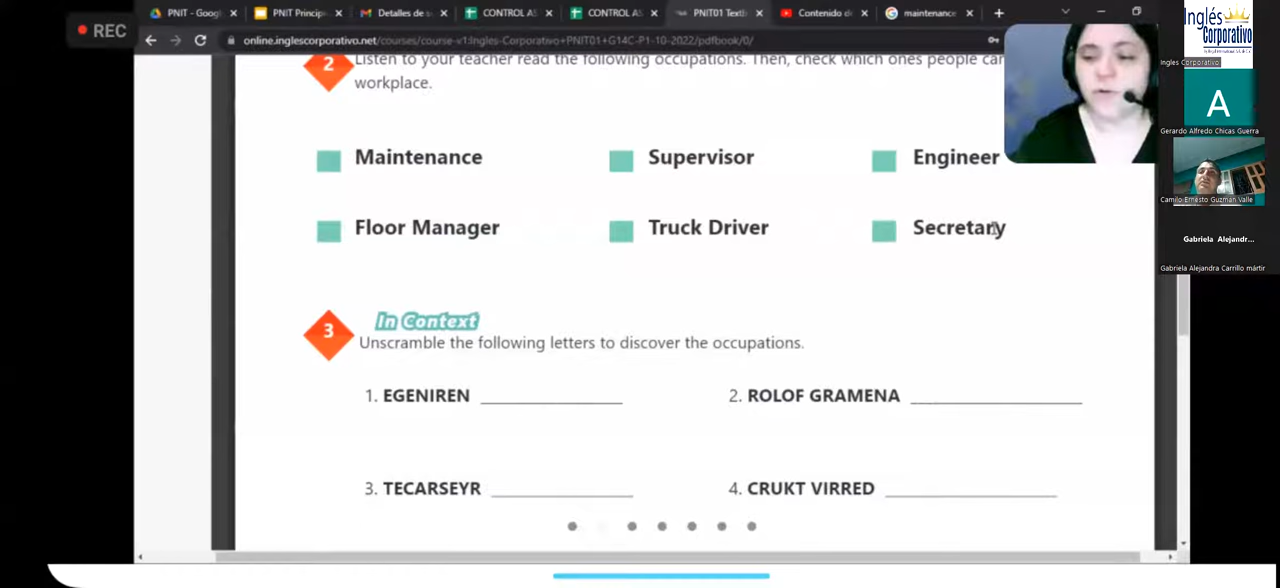 REC
PNIT - Googl
PNIT Princip
Detalles de s
CONTROL AS
CONTROL AS
PNIT01 Textb
Contenido d
maintenance
online.inglescorporativo.net/courses/course-v1:Ingles-Corporativo+PNIT01+G14C-P1-10-2022/pdfbook/0/
2 Listen to your teacher read the following occupations. Then, check which ones people can
workplace.
Maintenance Supervisor Engineer
Floor Manager Truck Driver Secretary
3 In Context
Unscramble the following letters to discover the occupations.
1. EGENIREN 2. ROLOF GRAMENA
3. TECARSEYR 4. CRUKT VIRRED
Inglés
Corporativo
Ingles Corporativo
A
Gerardo Alfredo Chicas Guerra
Camilo Ernesto Guzman Valle
Gabriela Alejandr...
Gabriela Alejandra Carrillo mártir